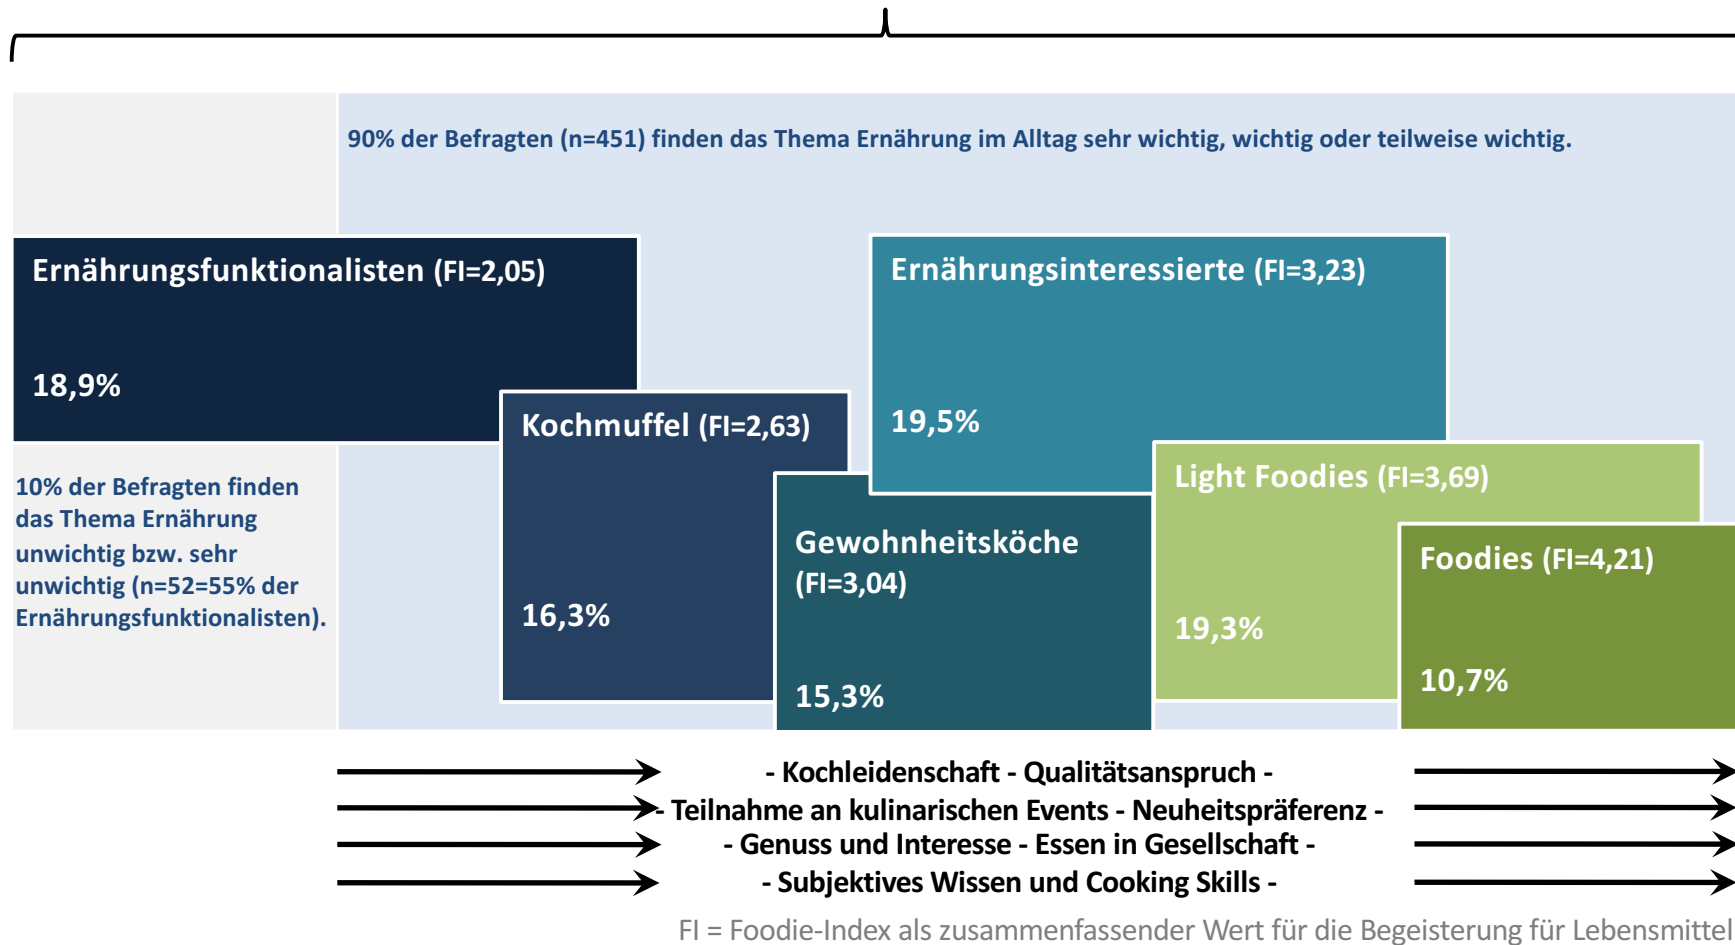 90% der Befragten (n=451) finden das Thema Ernährung im Alltag sehr wichtig, wichtig oder teilweise wichtig.
Ernährungsfunktionalisten (FI=2,05)
18,9%
10% der Befragten finden
das Thema Ernährung
unwichtig bzw. sehr
unwichtig (n=52=55% der
Ernährungsfunktionalisten).
Kochmuffel (FI=2,63)
16,3%
Gewohnheitsköche
(FI=3,04)
15,3%
Ernährungsinteressierte (FI=3,23)
19,5%
Light Foodies (FI=3,69)
19,3%
Foodies (FI=4,21)
10,7%
- Kochleidenschaft - Qualitätsanspruch -
- Teilnahme an kulinarischen Events - Neuheitspräferenz -
- Genuss und Interesse - Essen in Gesellschaft -
- Subjektives Wissen und Cooking Skills -
FI = Foodie-Index als zusammenfassender Wert für die Begeisterung für Lebensmittel